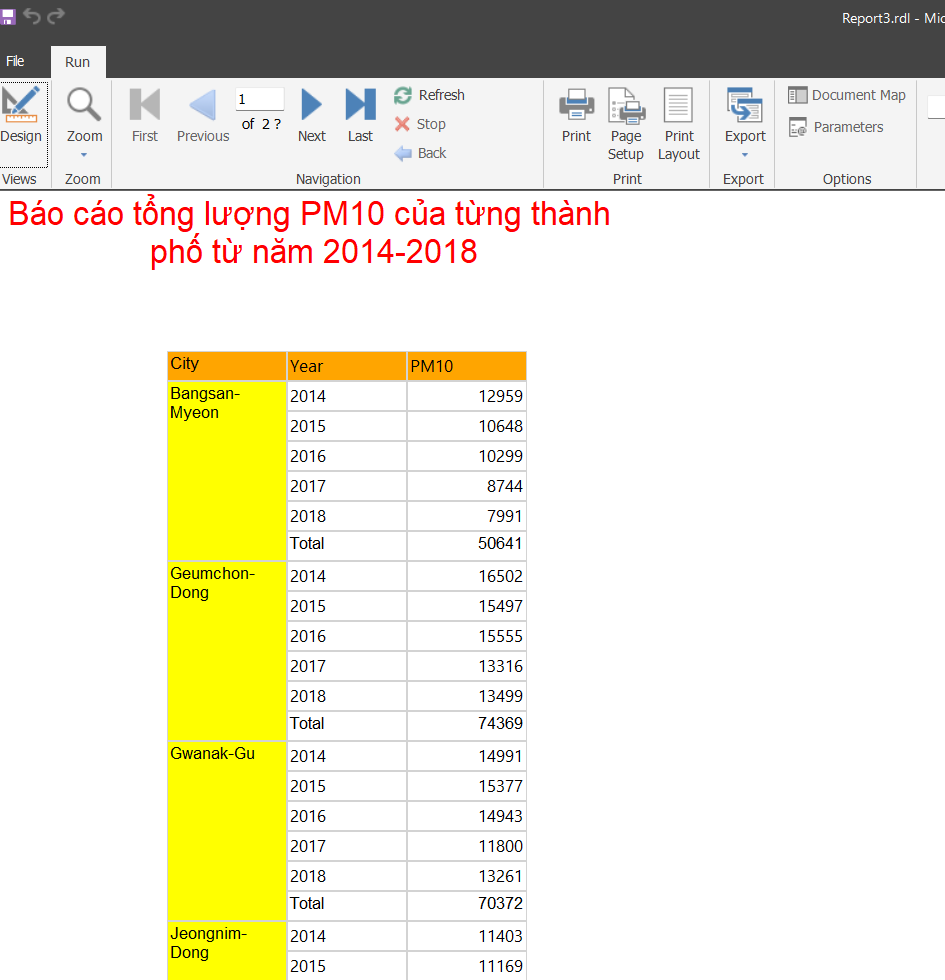 Report3.rdl - Mic
File
Run
Design
Zoom
First
Previous
1
of 2 ?
Next
Last
Refresh
Stop
Back
Print
Page
Setup
Print
Layout
Export
Document Map
Parameters
Views
Zoom
Navigation
Print
Export
Options
Báo cáo tổng lượng PM10 của từng thành
phố từ năm 2014-2018
City Year PM10
Bangsan-
Myeon
2014 12959
2015 10648
2016 10299
2017 8744
2018 7991
Total 50641
Geumchon-
Dong
2014 16502
2015 15497
2016 15555
2017 13316
2018 13499
Total 74369
Gwanak-Gu
2014 14991
2015 15377
2016 14943
2017 11800
2018 13261
Total 70372
Jeongnim-
Dong
2014 11403
2015 11169